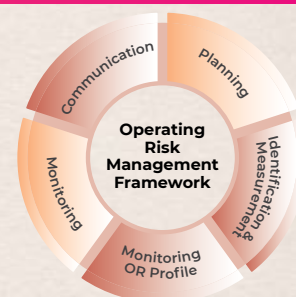 Operating
Risk
Management
Framework
Planning
Identification &
Measurement
Monitoring
OR Profile
Monitoring
Communication